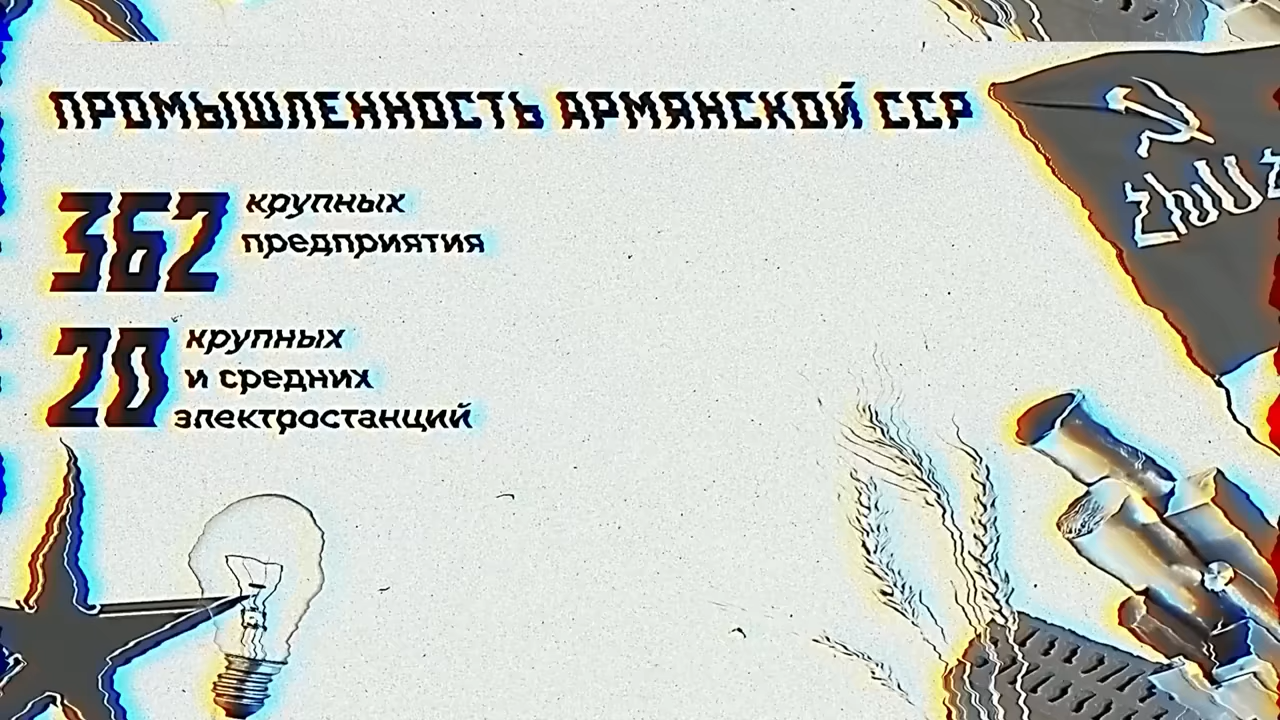 ПРОМЫШЛЕННОСТЬ АРМЯНСКОЙ ССР
362 крупных
предприятия
20 крупных
и средних
электростанций